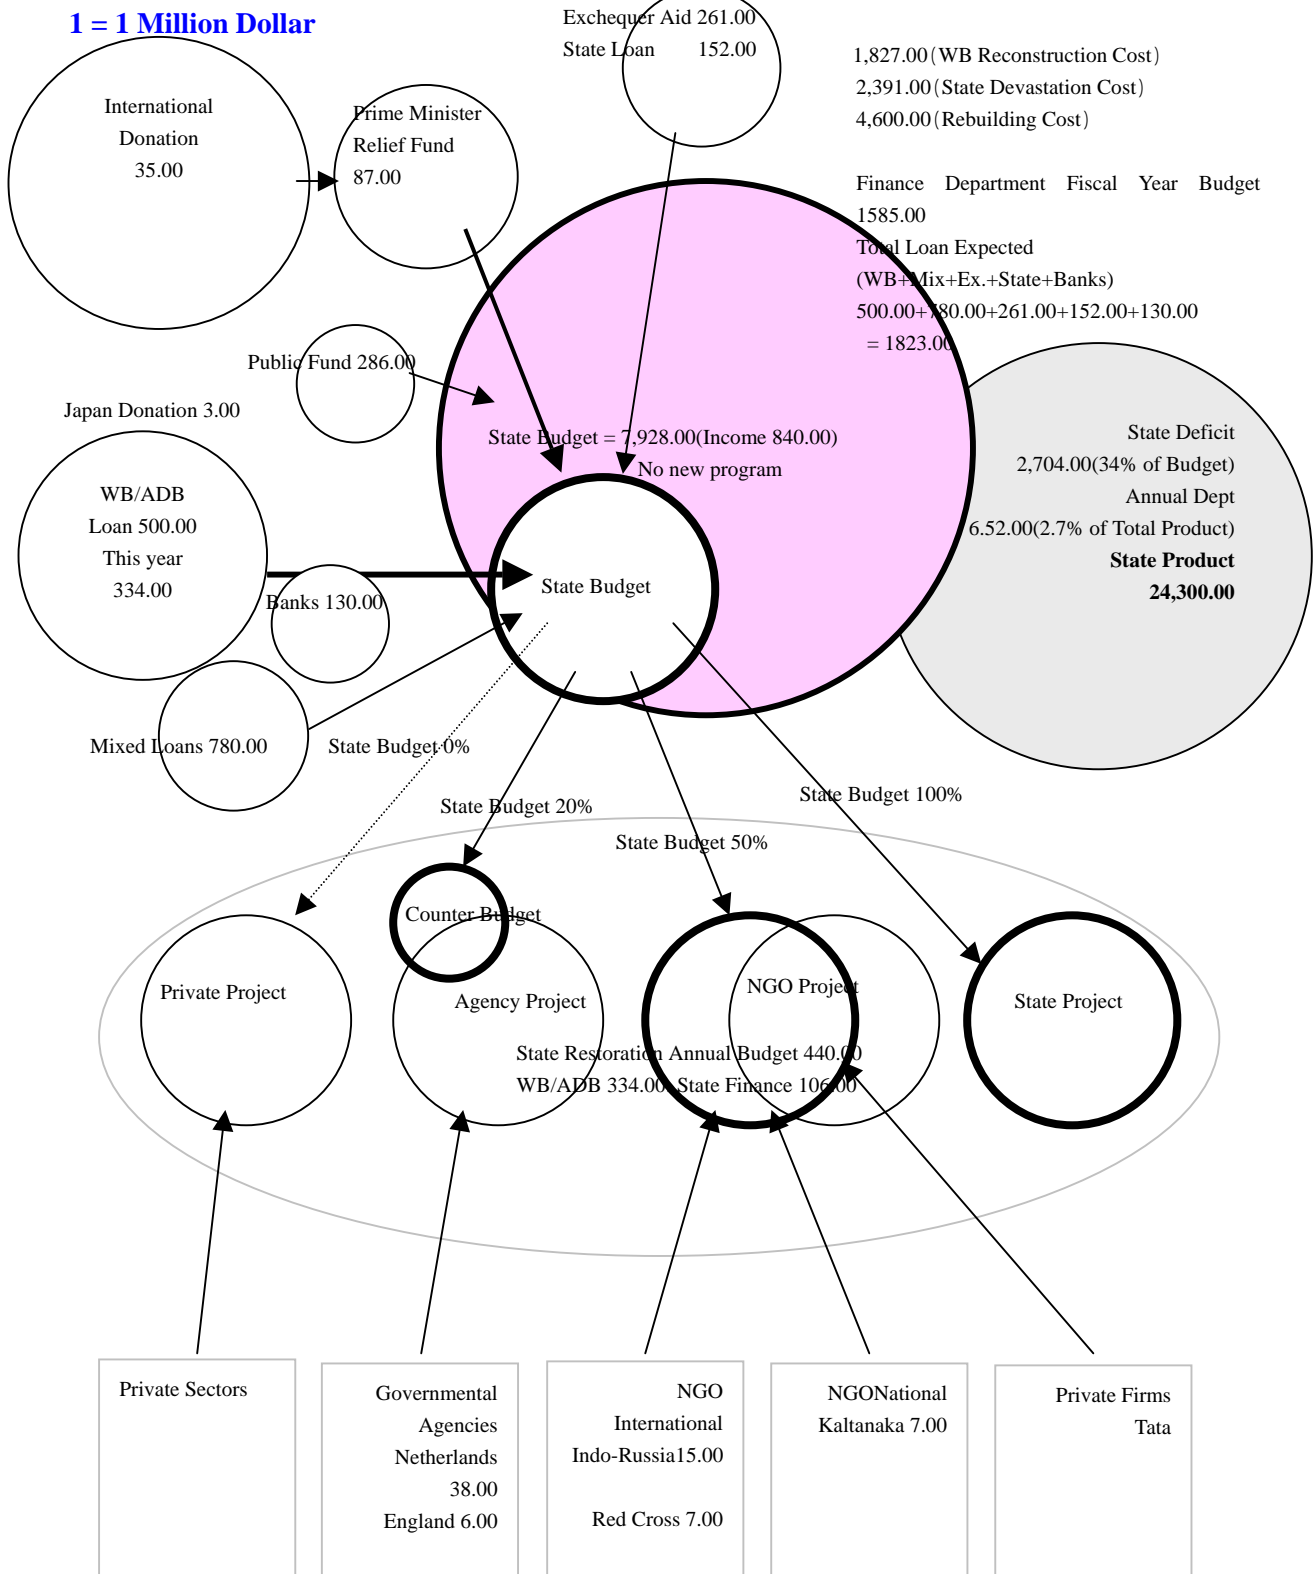 1 = 1 Million Dollar
Exchequer Aid 261.00
State Loan 152.00
1,827.00(WB Reconstruction Cost)
2,391.00(State Devastation Cost)
4,600.00(Rebuilding Cost)
International
Donation
35.00
Prime Minister
Relief Fund
87.00
Finance Department Fiscal Year Budget
1585.00
Total Loan Expected
(WB+Mix+Ex.+State+Banks)
500.00+780.00+261.00+152.00+130.00
= 1823.00
Public Fund 286.00
Japan Donation 3.00
State Budget = 7,928.00(Income 840.00)
No new program
State Deficit
2,704.00(34% of Budget)
Annual Dept
6.52.00(2.7% of Total Product)
State Product
24,300.00
WB/ADB
Loan 500.00
This year
334.00
Banks 130.00
State Budget
Mixed Loans 780.00
State Budget 0%
State Budget 20%
State Budget 50%
State Budget 100%
Counter Budget
Private Project
Agency Project
NGO Project
State Project
State Restoration Annual Budget 440.00
WB/ADB 334.00 State Finance 106.00
Private Sectors
Governmental
Agencies
Netherlands
38.00
England 6.00
NGO
International
Indo-Russia15.00
Red Cross 7.00
NGONational
Kaltanaka 7.00
Private Firms
Tata